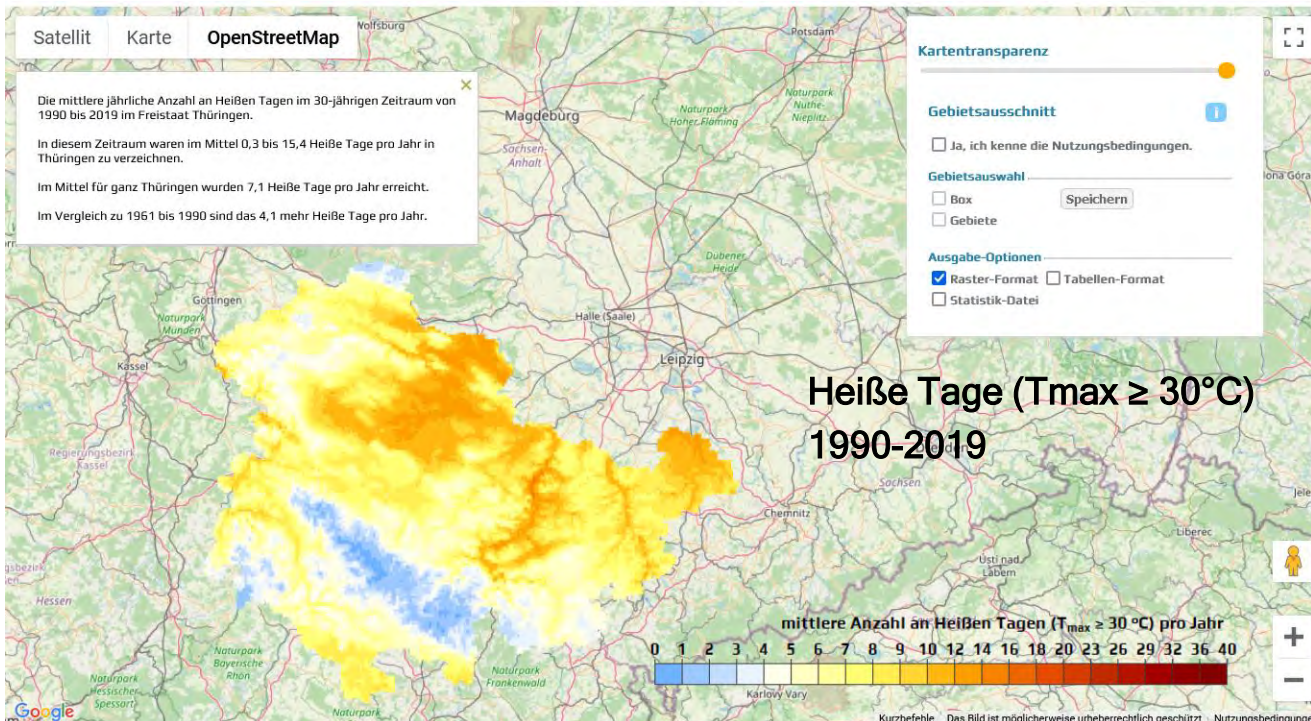 Satellit Karte OpenStreetMap
Die mittlere jährliche Anzahl an Heißen Tagen im 30-jährigen Zeitraum von
1990 bis 2019 im Freistaat Thüringen.
In diesem Zeitraum waren im Mittel 0,3 bis 15,4 Heiße Tage pro Jahr in
Thüringen zu verzeichnen.
Im Mittel für ganz Thüringen wurden 7,1 Heiße Tage pro Jahr erreicht.
Im Vergleich zu 1961 bis 1990 sind das 4,1 mehr Heiße Tage pro Jahr.
Kartentransparenz
Gebietsausschnitt
i
Ja, ich kenne die Nutzungsbedingungen.
Gebietsauswahl
Box Speichern
Gebiete
Ausgabe-Optionen
Raster-Format Tabellen-Format
Statistik-Datei
Wolfsburg
Potsdam
Magdeburg
Naturpark
Hoher Fläming
Naturpark
Nuthe-
Nieplitz
Sachsen-
Anhalt
Dübener
Heide
Göttingen
Naturpark
Münden
Halle (Saale)
Leipzig
Kassel
Heiße Tage (Tmax ≥ 30°C)
1990-2019
Regierungsbezirk
Kassel
Sachsen
Chemnitz
Liberec
Ústí nad
Labem
Hessen
mittlere Anzahl an Heißen Tagen (Tmax ≥ 30 °C) pro Jahr
0 1 2 3 4 5 6 7 8 9 10 12 14 16 18 20 23 26 29 32 36 40
Naturpark
Bayerische
Rhön
Naturpark
Frankenwald
Naturpark
Hessischer
Spessart
Karlovy Vary
Naturpark
Google
Kurzbefehle Das Bild ist möglicherweise urheberrechtlich geschützt Nutzungsbedingungen